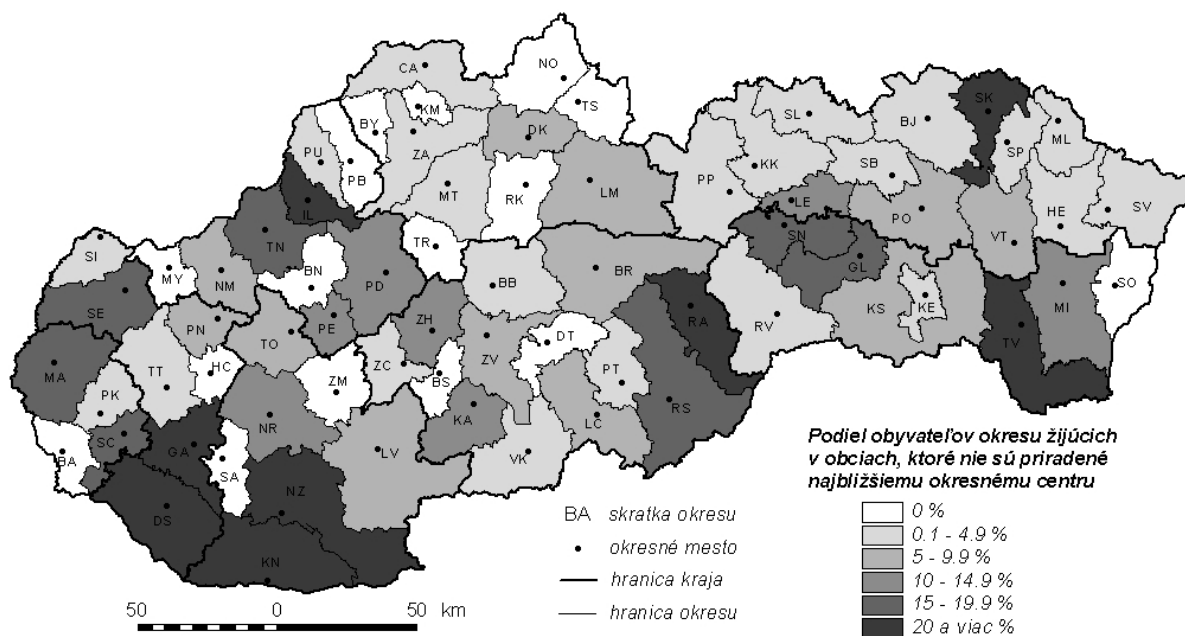 CA
NO
TS
KM
BY
DK
SK
SL
BJ
ML
PU
PB
ZA
SP
KK
SB
MT
RK
LM
PP
IL
LE
PO
HE
SV
TN
TR
SN
VT
SI
MY
NM
BN
PD
BB
BR
GL
SO
SE
PN
PE
ZH
RA
RV
KS
KE
MI
TO
ZV
DT
TV
MA
TT
HC
ZM
ZC
BS
PT
PK
SC
NR
KA
LC
RS
BA
GA
SA
LV
VK
DS
NZ
KN
Podiel obyvateľov okresu žijúcich
v obciach, ktoré nie sú priradené
najbližšiemu okresnému centru
0 %
0.1 - 4.9 %
5 - 9.9 %
10 - 14.9 %
15 - 19.9 %
20 a viac %
BA skratka okresu
okresné mesto
hranica kraja
hranica okresu
50 0 50 km